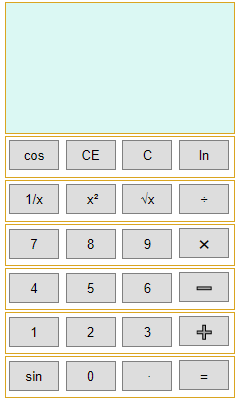 cos CE C ln
1/x x² √x ÷
7 8 9 ×
4 5 6 −
1 2 3 +
sin 0 . =